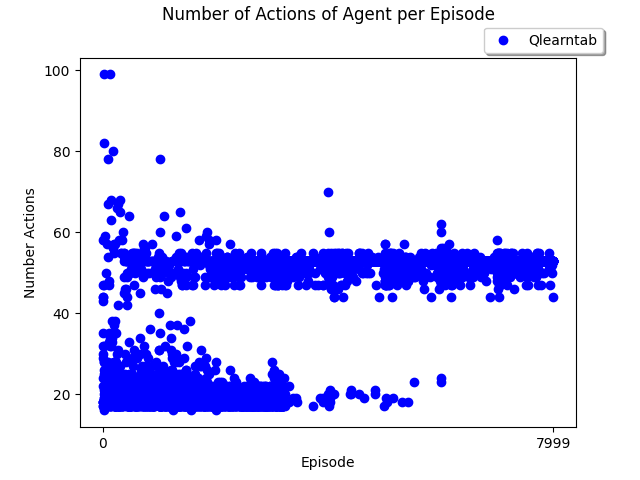 Number of Actions of Agent per Episode
Qlearntab
100
80
60
40
20
Number Actions
0
7999
Episode